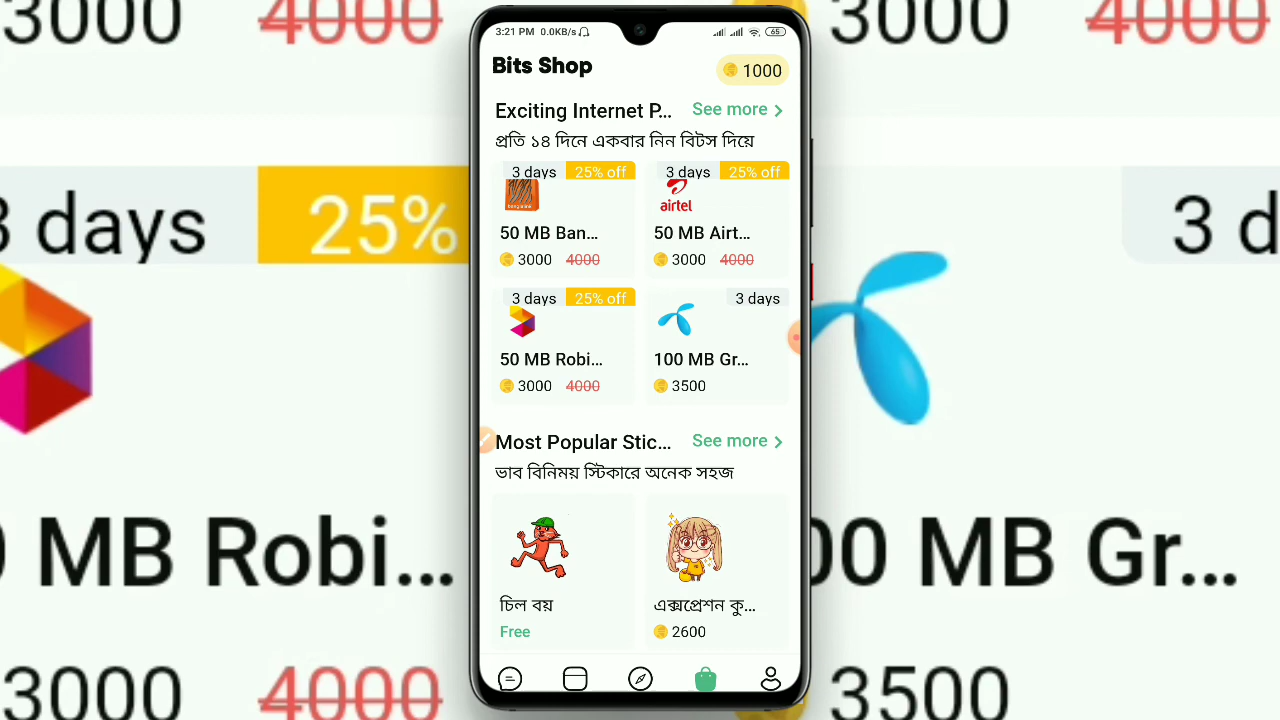 3000 4000 3000 4000
3:21 PM 0.0KB/s 65
Bits Shop
1000
Exciting Internet P... See more
প্রতি ১৪ দিনে একবার নিন বিটস দিয়ে
3 days 25% off
3 days 25% off
airtel
50 MB Ban...
50 MB Airt...
3000 4000
3000 4000
3 days 25% off
3 days
50 MB Robi...
100 MB Gr...
3000 4000
3500
Most Popular Stic... See more
ভাব বিনিময় স্টিকারে অনেক সহজ
চিল বয়
এক্সপ্রেশন কু...
Free
2600
3 days 25%
3 d
0 MB Robi...
00 MB Gr...
3000 4000
3500